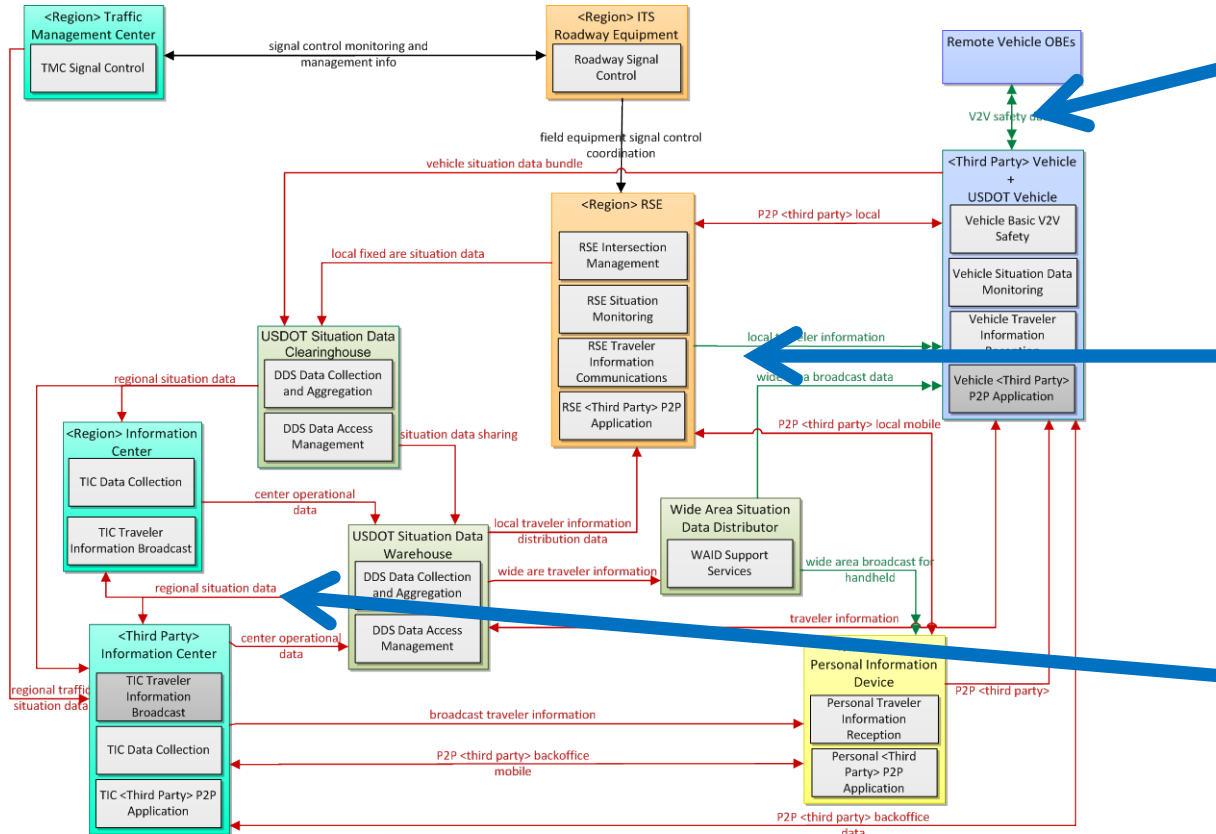 <Region> Traffic
Management Center
TMC Signal Control
signal control monitoring and
management info
<Region> ITS
Roadway Equipment
Roadway Signal
Control
Remote Vehicle OBEs
V2V safety
field equipment signal control
coordination
vehicle situation data bundle
<Third Party> Vehicle
+
USDOT Vehicle
Vehicle Basic V2V
Safety
Vehicle Situation Data
Monitoring
Vehicle Traveler
Information
Vehicle <Third Party>
P2P Application
<Region> RSE
RSE Intersection
Management
RSE Situation
Monitoring
RSE Traveler
Information
Communications
RSE <Third Party> P2P
Application
P2P <third party> local
local fixed are situation data
local traveler information
wide area broadcast data
P2P <third party> local mobile
USDOT Situation Data
Clearinghouse
DDS Data Collection
and Aggregation
DDS Data Access
Management
regional situation data
situation data sharing
<Region> Information
Center
TIC Data Collection
TIC Traveler
Information Broadcast
center operational
data
USDOT Situation Data
Warehouse
DDS Data Collection
and Aggregation
DDS Data Access
Management
local traveler information
distribution data
wide are traveler information
Wide Area Situation
Data Distributor
WAID Support
Services
wide area broadcast for
handheld
regional situation data
traveler information
<Third Party>
Information Center
TIC Traveler
Information
Broadcast
TIC Data Collection
TIC <Third Party> P2P
Application
center operational
data
regional traffic
situation data
broadcast traveler information
P2P <third party> backoffice
mobile
Personal Information
Device
Personal Traveler
Information
Reception
Personal <Third
Party> P2P
Application
P2P <third party>
P2P <third party> backoffice
data